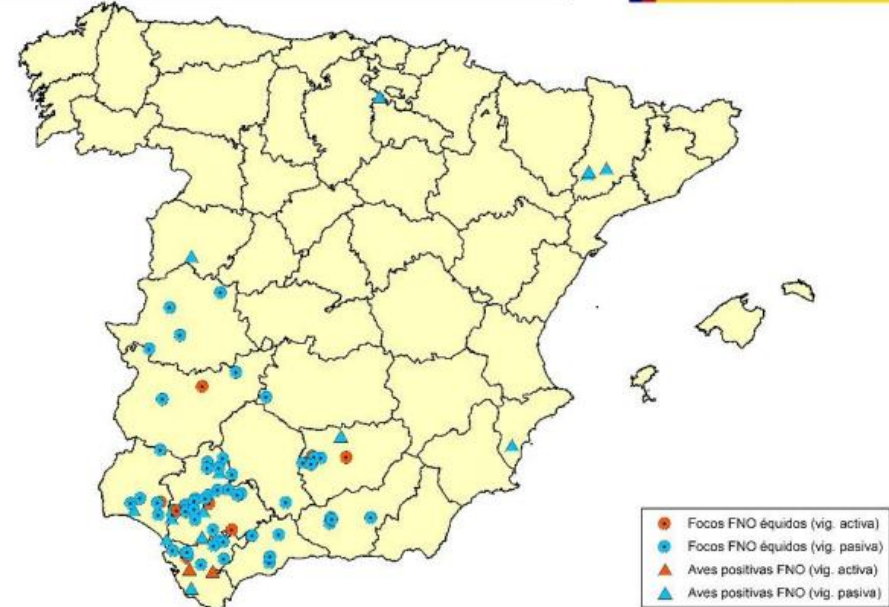 Focos FNO équidos (vig. activa)
Focos FNO équidos (vig. pasiva)
Aves positivas FNO (vig. activa)
Aves positivas FNO (vig. pasiva)